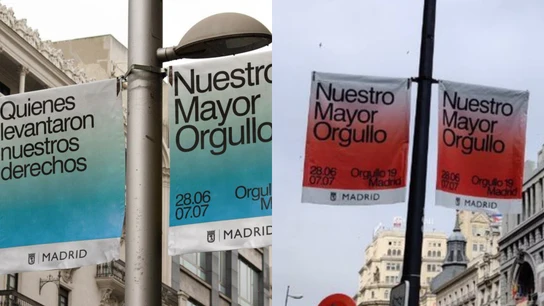 Quienes
levantaron
nuestros
derechos
MADRID
Nuestro
Mayor
Orgullo
28.06
07.07
Orgullo
M
MADRID
Nuestro
Mayor
Orgullo
28.06
07.07
Orgullo 19
Madrid
MADRID
Nuestro
Mayor
Orgullo
28.06
07.07
Orgullo 19
Madrid
MADRID